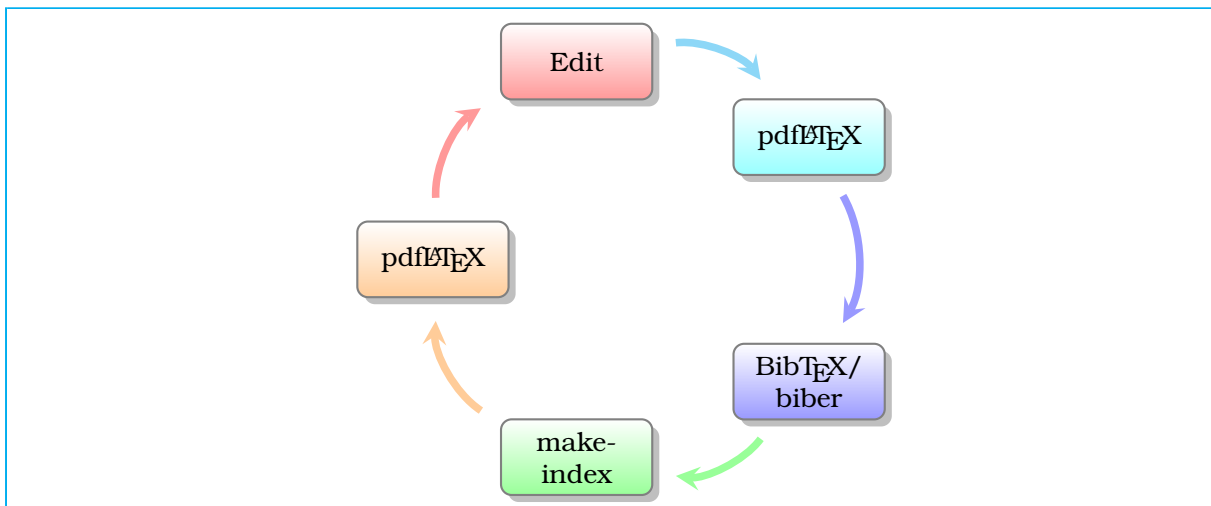 Edit
pdfLATEX
BibTEX/
biber
make-
index
pdfLATEX